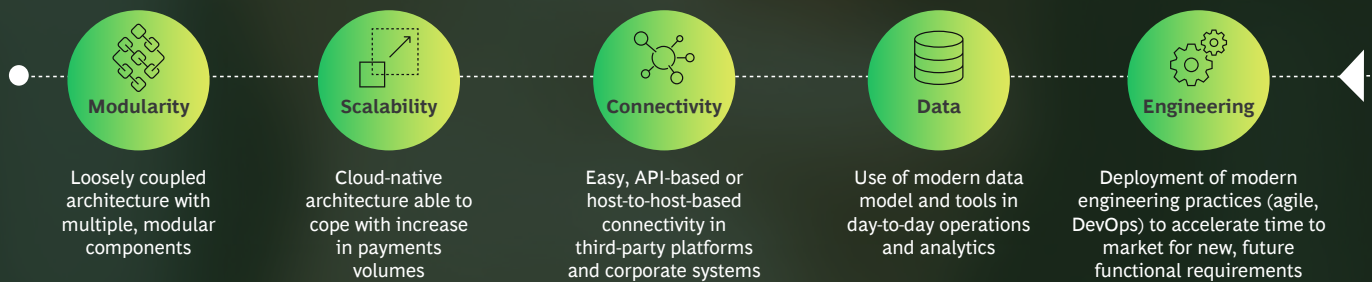 Modularity
Loosely coupled
architecture with
multiple, modular
components
Scalability
Cloud-native
architecture able to
cope with increase
in payments
volumes
Connectivity
Easy, API-based or
host-to-host-based
connectivity in
third-party platforms
and corporate systems
Data
Use of modern data
model and tools in
day-to-day operations
and analytics
Engineering
Deployment of modern
engineering practices (agile,
DevOps) to accelerate time to
market for new, future
functional requirements